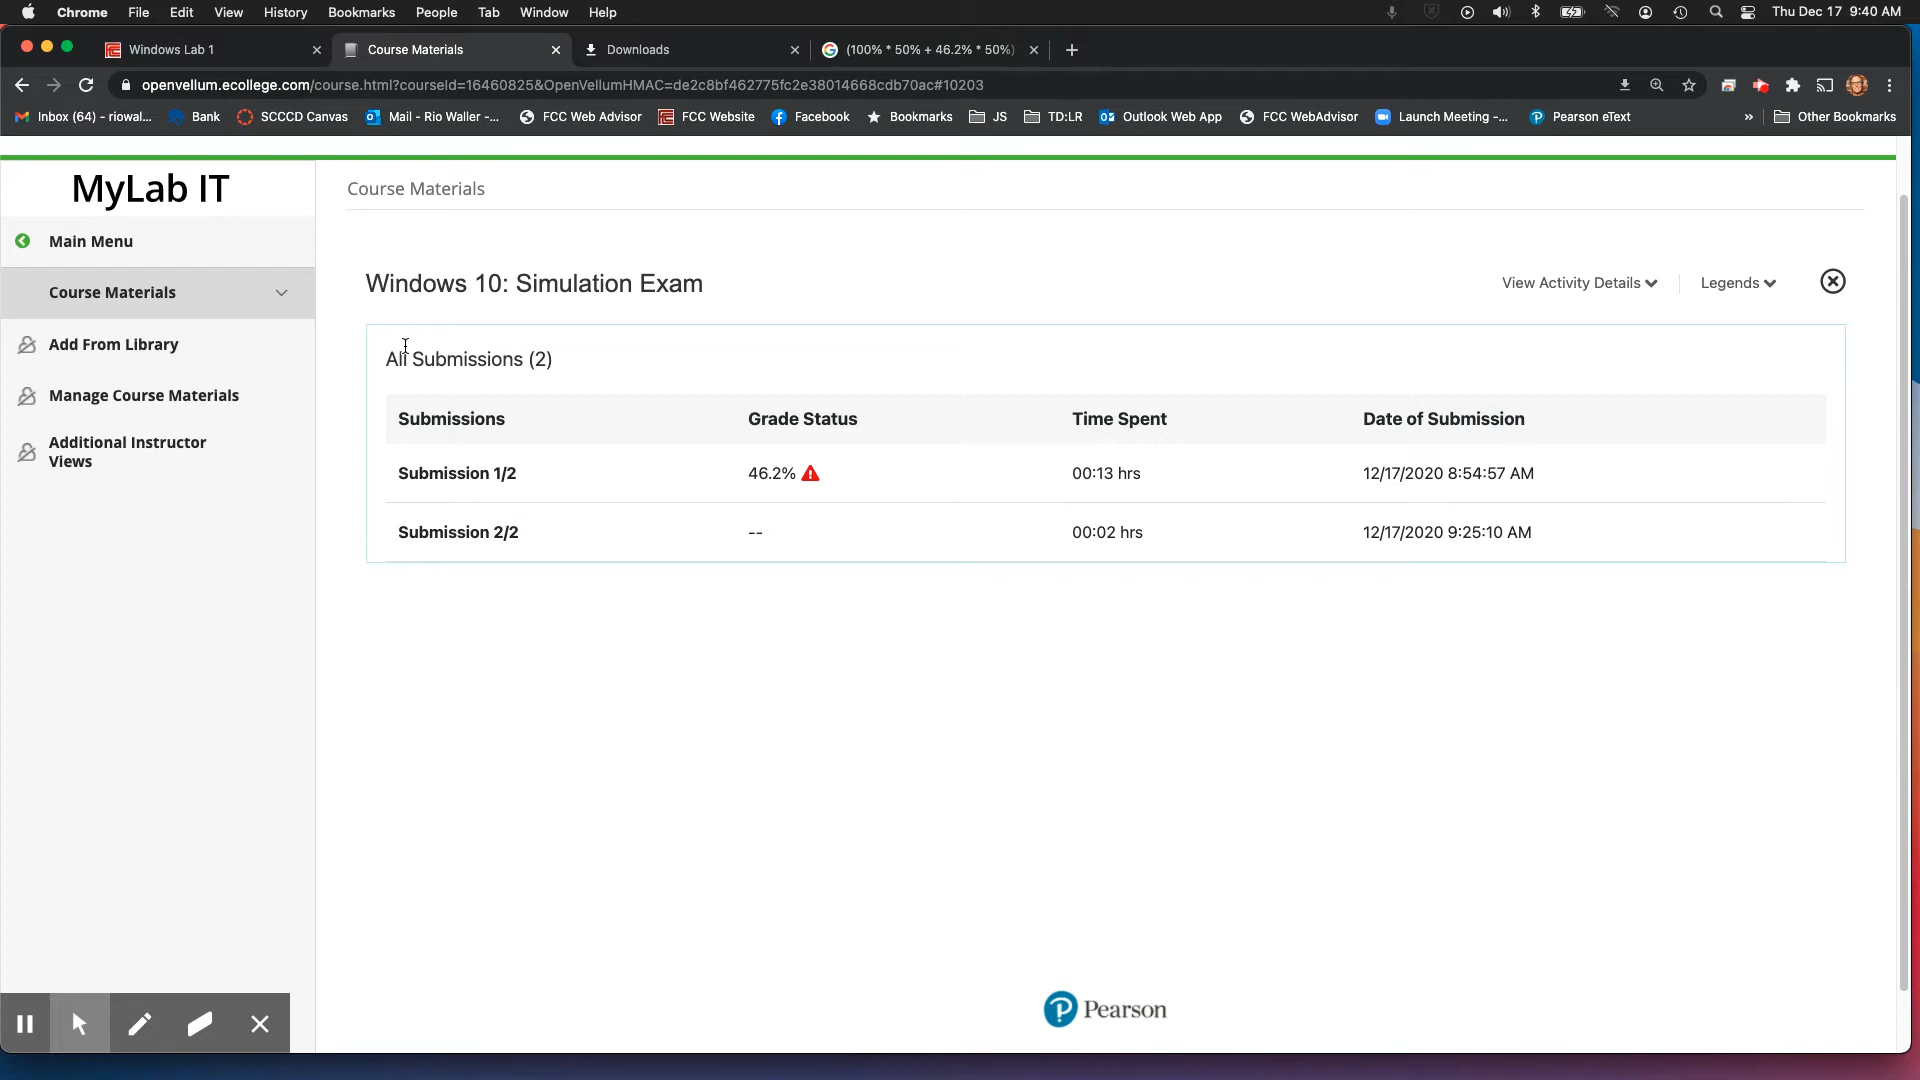 Chrome File Edit View History Bookmarks People Tab Window Help Thu Dec 17 9:40 AM
Windows Lab 1 Course Materials Downloads (100% * 50% + 46.2% * 50%)
openvellum.ecollege.com/course.html?courseId=16460825&OpenVellumHMAC=de2c8bf462775fc2e38014668cdb70ac#10203
Inbox (64) - riowal... Bank SCCCD Canvas Mail - Rio Waller -... FCC Web Advisor FCC Website Facebook Bookmarks JS TD:LR Outlook Web App FCC WebAdvisor Launch Meeting -... Pearson eText » Other Bookmarks
MyLab IT
Main Menu
Course Materials
Add From Library
Manage Course Materials
Additional Instructor
Views
Course Materials
Windows 10: Simulation Exam View Activity Details Legends
All Submissions (2)
Submissions Grade Status Time Spent Date of Submission
Submission 1/2 46.2% 00:13 hrs 12/17/2020 8:54:57 AM
Submission 2/2 -- 00:02 hrs 12/17/2020 9:25:10 AM
Pearson